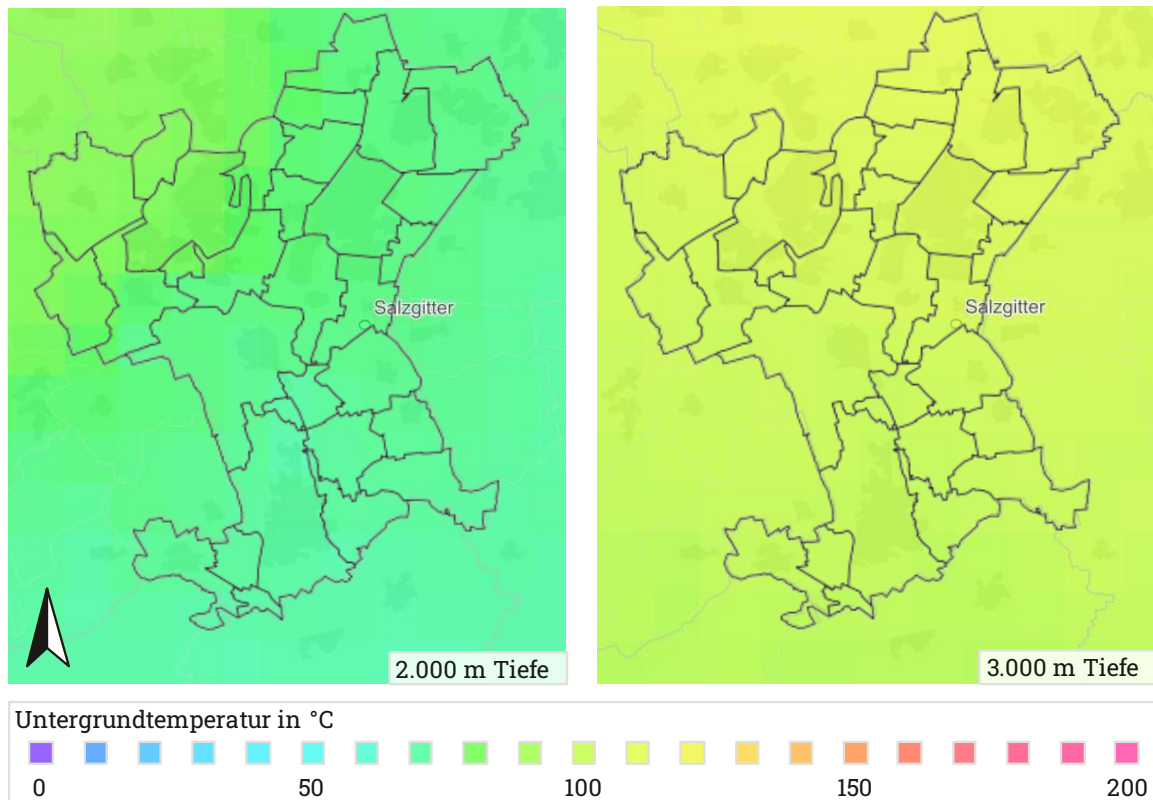 Salzgitter
2.000 m Tiefe
Salzgitter
3.000 m Tiefe
Untergrundtemperatur in °C
0 50 100 150 200